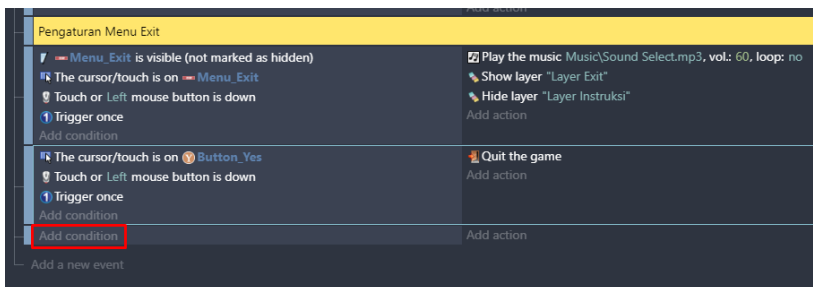 Add action
Pengaturan Menu Exit
Menu_Exit is visible (not marked as hidden)
Play the music Music\Sound Select.mp3, vol.: 60, loop: no
The cursor/touch is on Menu_Exit
Show layer "Layer Exit"
Touch or Left mouse button is down
Hide layer "Layer Instruksi"
Trigger once
Add action
Add condition
The cursor/touch is on Button_Yes
Quit the game
Touch or Left mouse button is down
Add action
Trigger once
Add condition
Add condition
Add action
Add a new event